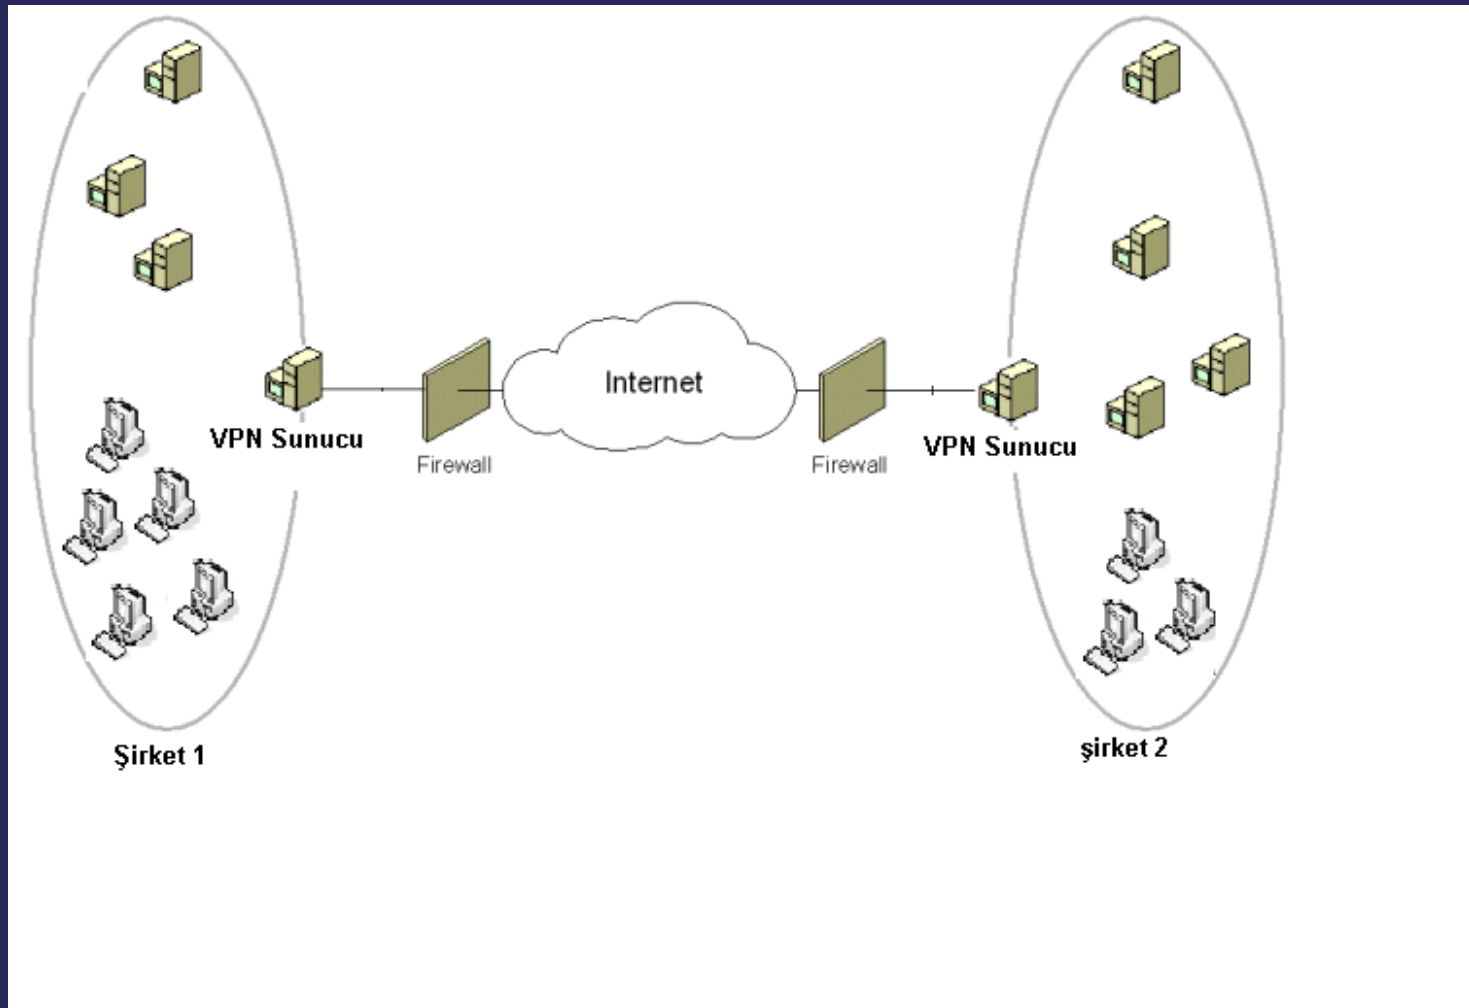 Internet
VPN Sunucu
Firewall
Firewall
VPN Sunucu
Şirket 1
şirket 2